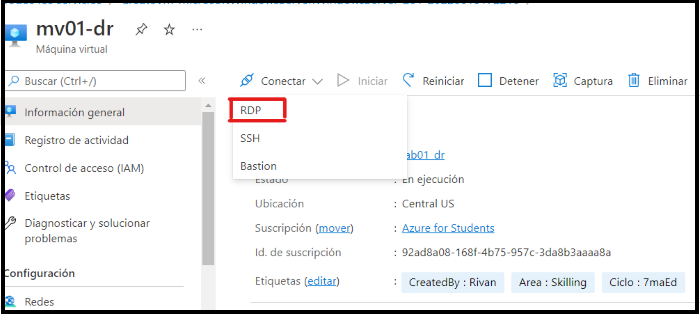 mv01-dr
Máquina virtual
Buscar (Ctrl+/)
Conectar
Iniciar
Reiniciar
Detener
Captura
Eliminar
RDP
SSH
Bastion
Información general
Registro de actividad
Control de acceso (IAM)
Etiquetas
Diagnosticar y solucionar
problemas
Configuración
Redes
ab01_dr
Estado : En ejecución
Ubicación : Central US
Suscripción (mover) : Azure for Students
Id. de suscripción : 92ad8a08-168f-4b75-957c-3da8b3aaaa8a
Etiquetas (editar) : CreatedBy : Rivan Area : Skilling Ciclo : 7maEd